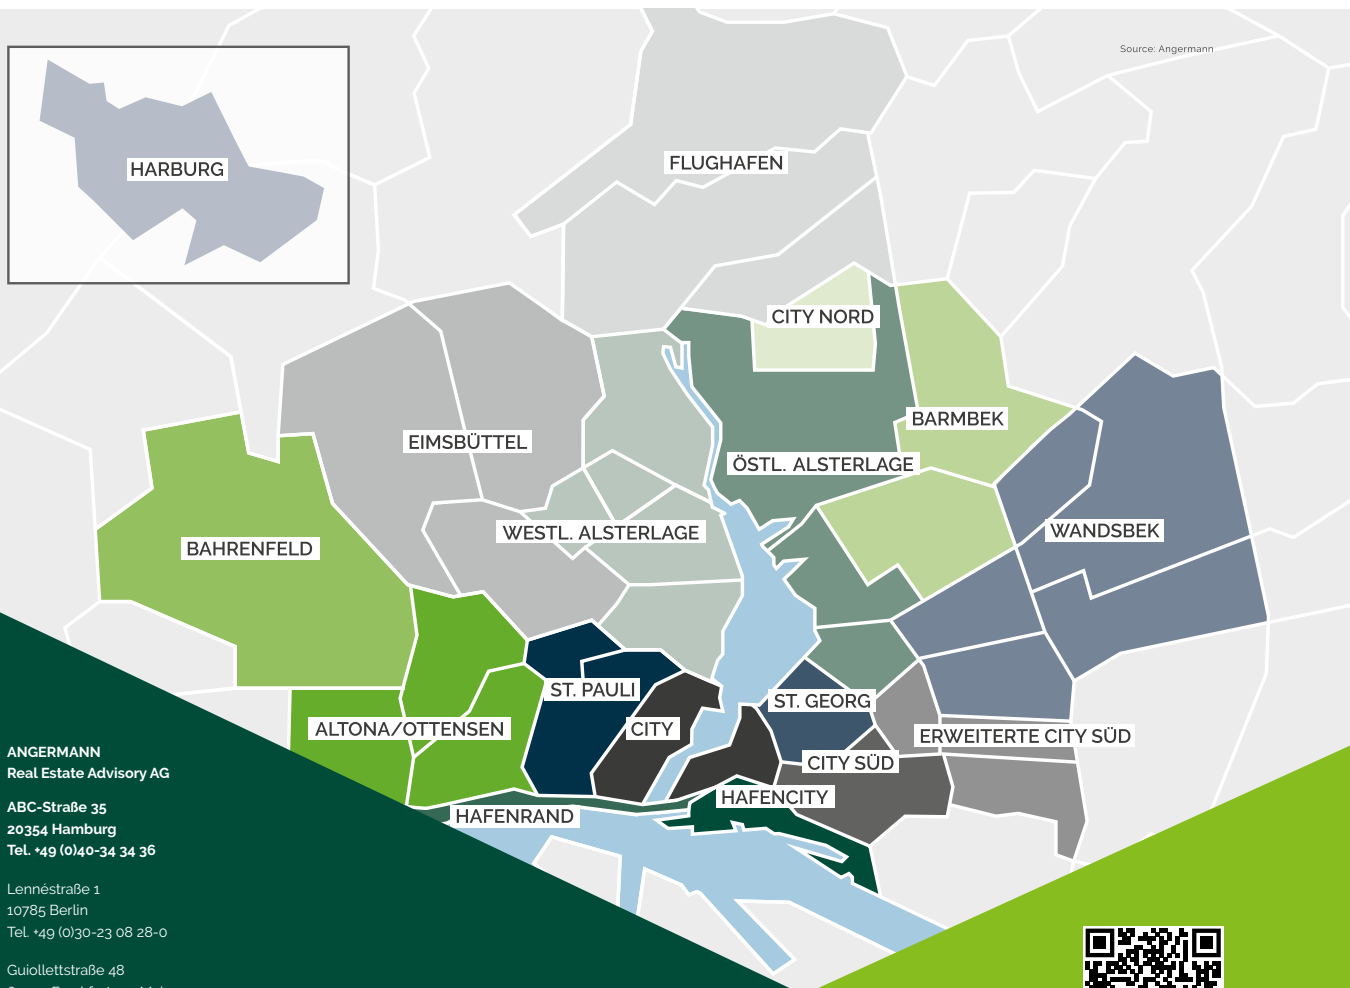 Source: Angermann
HARBURG
FLUGHAFEN
CITY NORD
BARMBEK
EIMSBÜTTEL
ÖSTL. ALSTERLAGE
WESTL. ALSTERLAGE
WANDSBEK
BAHRENFELD
ST. PAULI
ST. GEORG
ALTONA/OTTENSEN
CITY
ERWEITERTE CITY SÜD
CITY SÜD
HAFENCITY
HAFENRAND
ANGERMANN
Real Estate Advisory AG
ABC-Straße 35
20354 Hamburg
Tel. +49 (0)40-34 34 36
Lennéstraße 1
10785 Berlin
Tel. +49 (0)30-23 08 28-0
Guiollettstraße 48